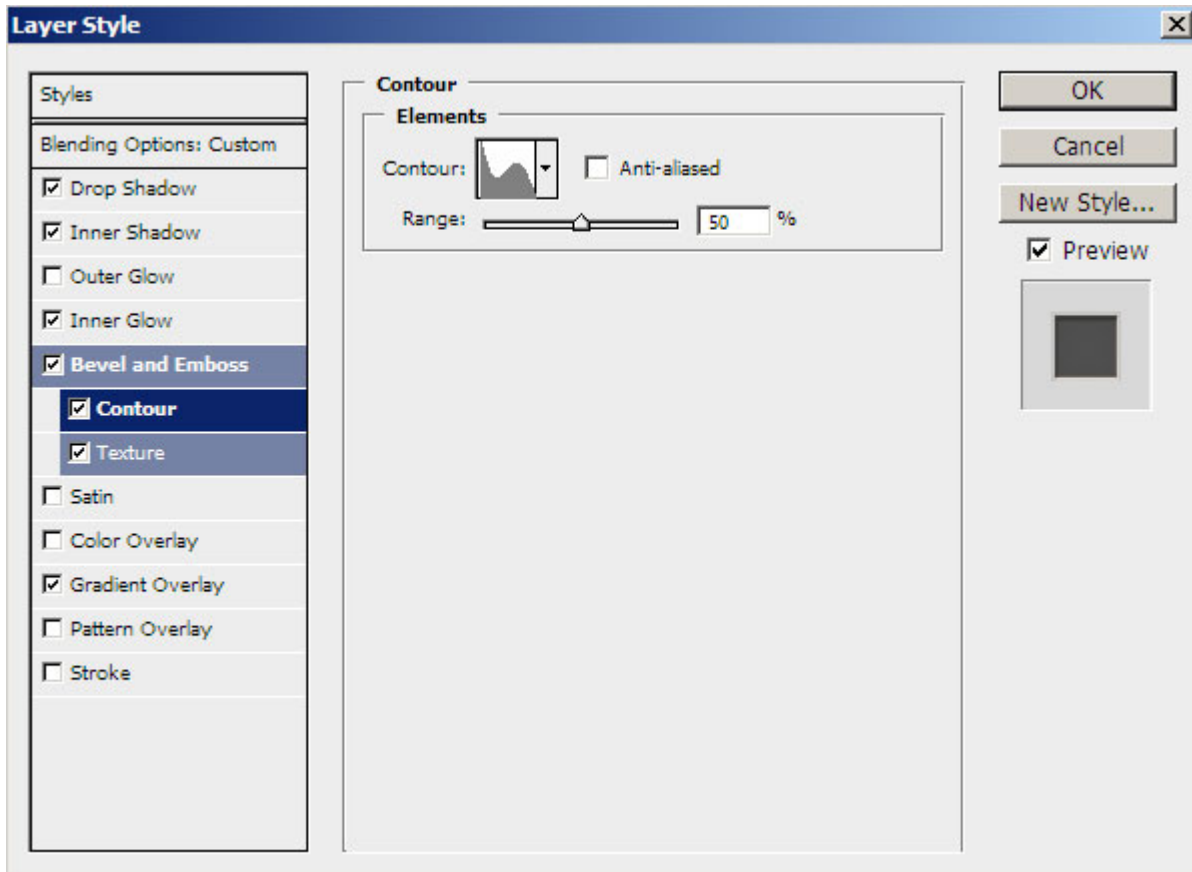 Layer Style
Styles
Blending Options: Custom
Drop Shadow
Inner Shadow
Outer Glow
Inner Glow
Bevel and Emboss
Contour
Texture
Satin
Color Overlay
Gradient Overlay
Pattern Overlay
Stroke
Contour
Elements
Contour: Anti-aliased
Range: 50 %
OK
Cancel
New Style...
Preview